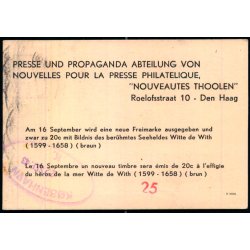 PRESSE UND PROPAGANDA ABTEILUNG VON
NOUVELLES POUR LA PRESSE PHILATELIQUE,
"NOUVEAUTES THOOLEN"
Roelofsstraat 10 - Den Haag
Am 16 September wird eine neue Freimarke ausgegeben und
zwar zu 20c mit Bildnis des berühmten Seeheldes Witte de With
(1599 - 1658) (braun)
Le 16 Septembre un nouveau timbre sera émis de 20c à l'effigie
du héros de la mer Witte de With (1599 - 1658) (brun)
25